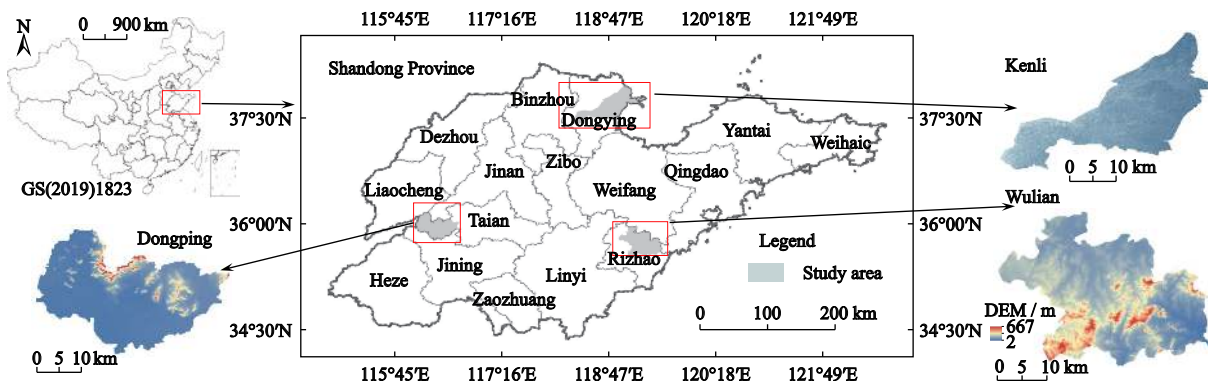 N
0 900 km
GS(2019)1823
115°45′E 117°16′E 118°47′E 120°18′E 121°49′E
37°30′N
36°00′N
34°30′N
Shandong Province
Binzhou
Dongying
Dezhou
Yantai
Weihaic
Zibo
Jinan
Qingdao
Liaocheng
Weifang
Taian
Rizhao
Jining
Linyi
Heze
Zaozhuang
Legend
Study area
0 100 200 km
115°45′E 117°16′E 118°47′E 120°18′E 121°49′E
37°30′N
36°00′N
34°30′N
Dongping
0 5 10 km
Kenli
0 10 km
Wulian
DEM / m
667
2
0 10 km